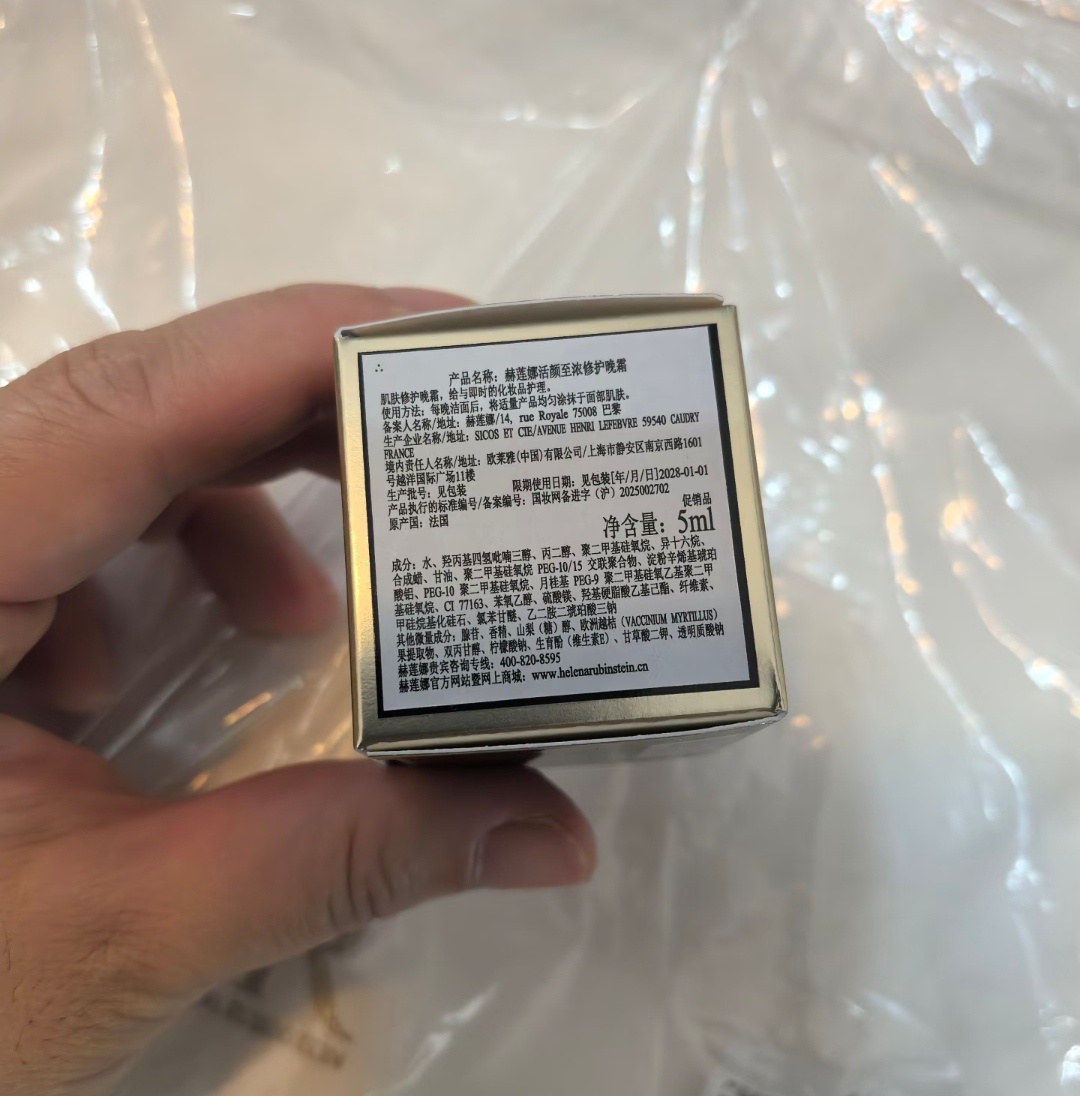 产品名称：赫莲娜活颜至浓修护晚霜
肌肤修护晚霜，给与即时的化妆品护理。
使用方法：每晚洁面后，将适量产品均匀涂抹于面部肌肤。
备案人名称/地址：赫莲娜/14, rue Royale 75008 巴黎
生产企业名称/地址：SICOS ET CIE/AVENUE HENRI LEFEBVRE 59540 CAUDRY
FRANCE
境内责任人名称/地址：欧莱雅(中国)有限公司/上海市静安区南京西路1601
号越洋国际广场11楼
生产批号：见包装 限期使用日期：见包装[年/月/日]2028-01-01
产品执行的标准编号/备案编号：国妆网备进字（沪）2025002702
原产国：法国 促销品
净含量：5ml
成分：水、羟丙基四氢吡喃三醇、丙二醇、聚二甲基硅氧烷、异十六烷、
合成蜡、甘油、聚二甲基硅氧烷 PEG-10/15 交联聚合物、淀粉辛烯基琥珀
酸铝、PEG-10 聚二甲基硅氧烷、月桂基 PEG-9 聚二甲基硅氧乙基聚二甲
基硅氧烷、CI 77163、苯氧乙醇、硫酸镁、羟基硬脂酸乙基己酯、纤维素、
甲硅烷基化硅石、氯苯甘醚、乙二胺二琥珀酸三钠
其他微量成分：腺苷、香精、山梨（糖）醇、欧洲越桔（VACCINIUM MYRTILLUS）
果提取物、双丙甘醇、柠檬酸钠、生育酚（维生素E）、甘草酸二钾、透明质酸钠
赫莲娜贵宾咨询专线：400-820-8595
赫莲娜官方网站暨网上商城：www.helenarubinstein.cn